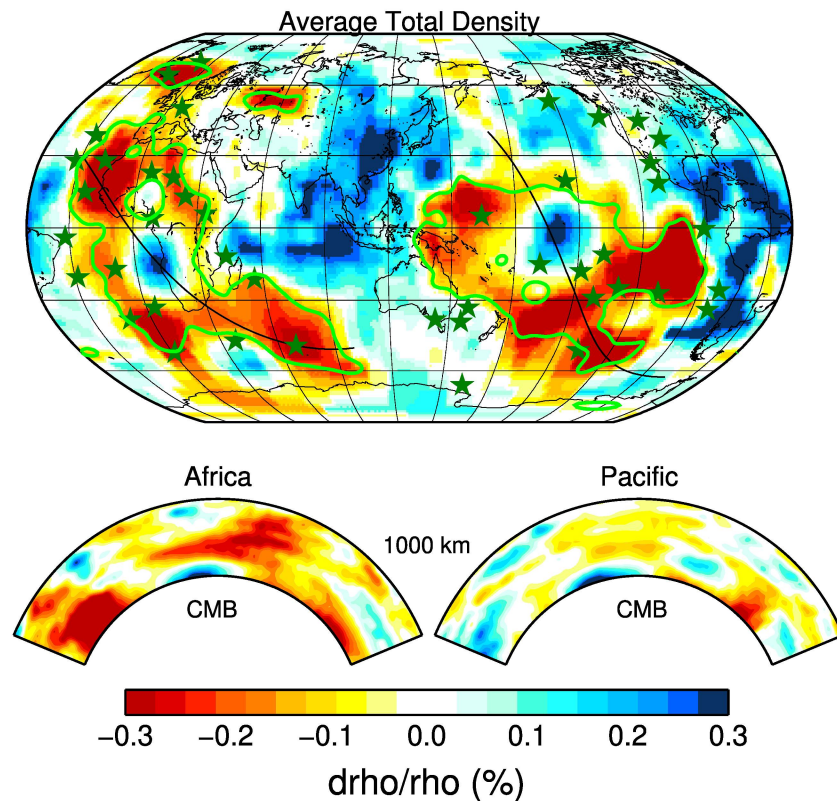 Average Total Density
Africa
Pacific
1000 km
CMB
CMB
−0.3 −0.2 −0.1 0.0 0.1 0.2 0.3
drho/rho (%)